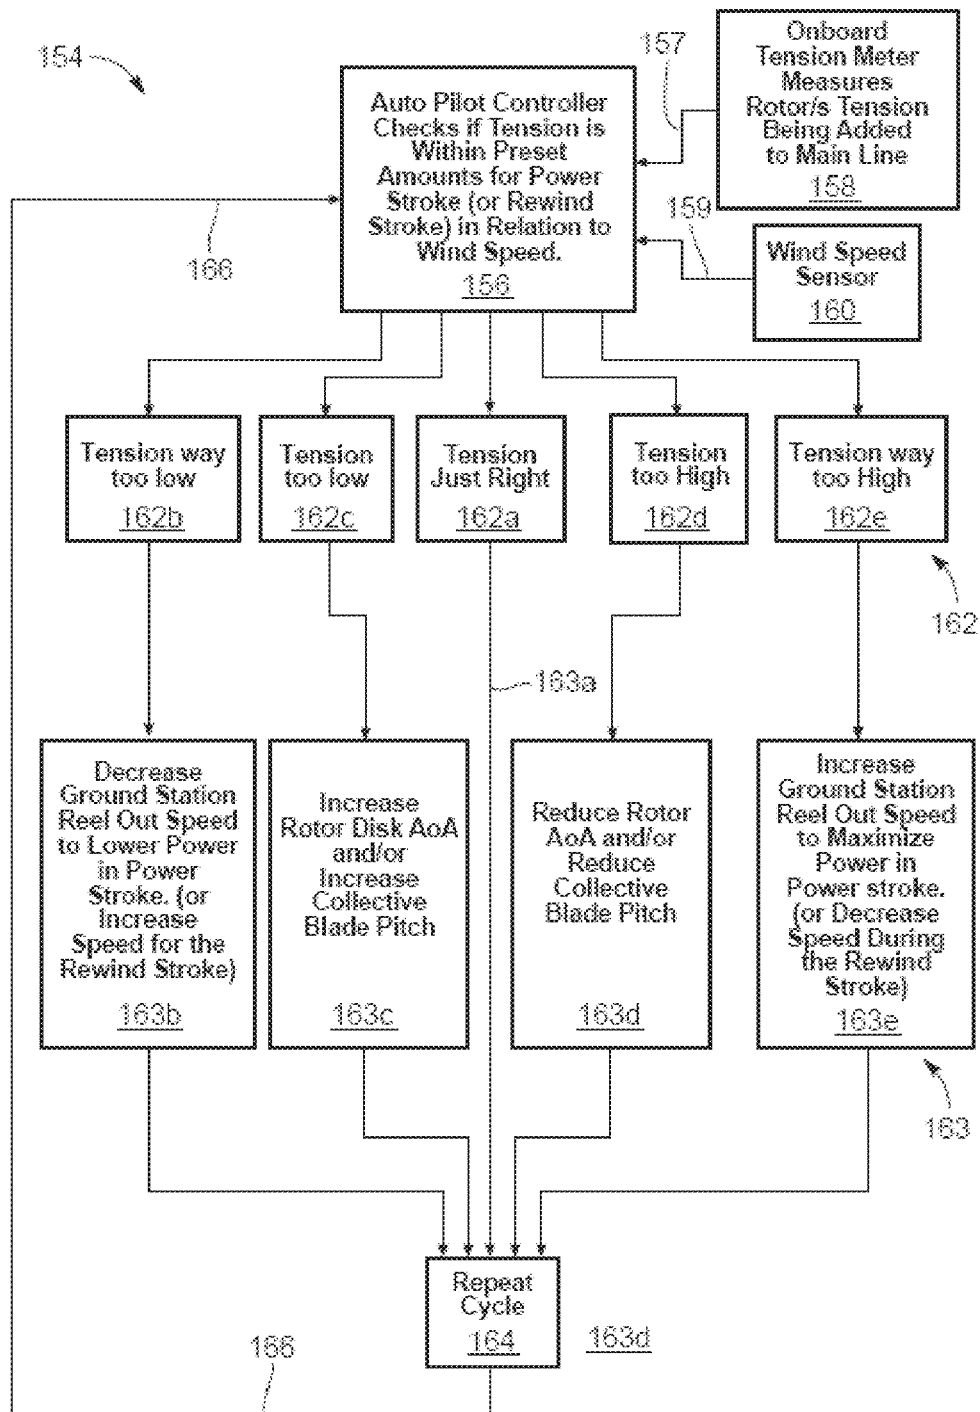 154
Auto Pilot Controller
Checks if Tension is
Within Preset
Amounts for Power
Stroke (or Rewind
Stroke) in Relation to
Wind Speed.
156
157
Onboard
Tension Meter
Measures
Rotor/s Tension
Being Added
to Main Line
158
159
Wind Speed
Sensor
160
166
Tension way
too low
162b
Tension
too low
162c
Tension
Just Right
162a
Tension
too High
162d
Tension way
too High
162e
162
163a
Decrease
Ground Station
Reel Out Speed
to Lower Power
in Power
Stroke. (or
Increase
Speed for the
Rewind Stroke)
163b
Increase
Rotor Disk AoA
and/or
Increase
Collective
Blade Pitch
163c
Reduce Rotor
AoA and/or
Reduce
Collective
Blade Pitch
163d
Increase
Ground Station
Reel Out Speed
to Maximize
Power in
Power stroke.
(or Decrease
Speed During
the Rewind
Stroke)
163e
163
Repeat
Cycle
164
163d
166